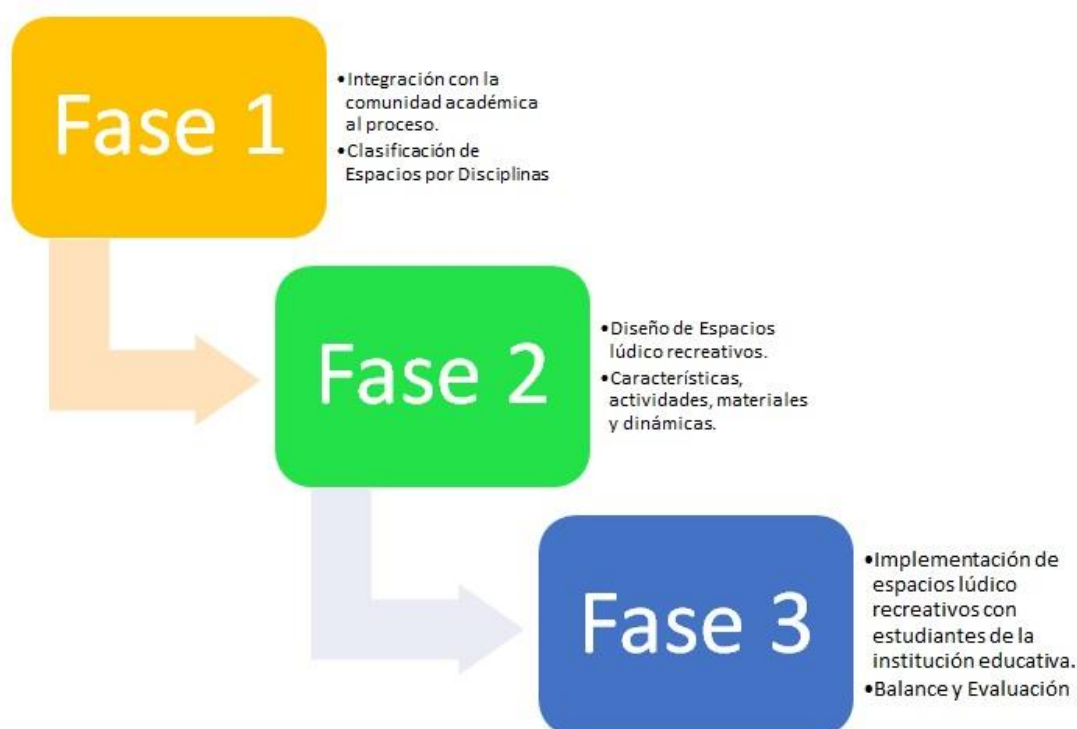 Fase 1
•Integración con la
comunidad académica
al proceso.
•Clasificación de
Espacios por Disciplinas
Fase 2
•Diseño de Espacios
lúdico recreativos.
•Características,
actividades, materiales
y dinámicas.
Fase 3
•Implementación de
espacios lúdico
recreativos con
estudiantes de la
institución educativa.
•Balance y Evaluación